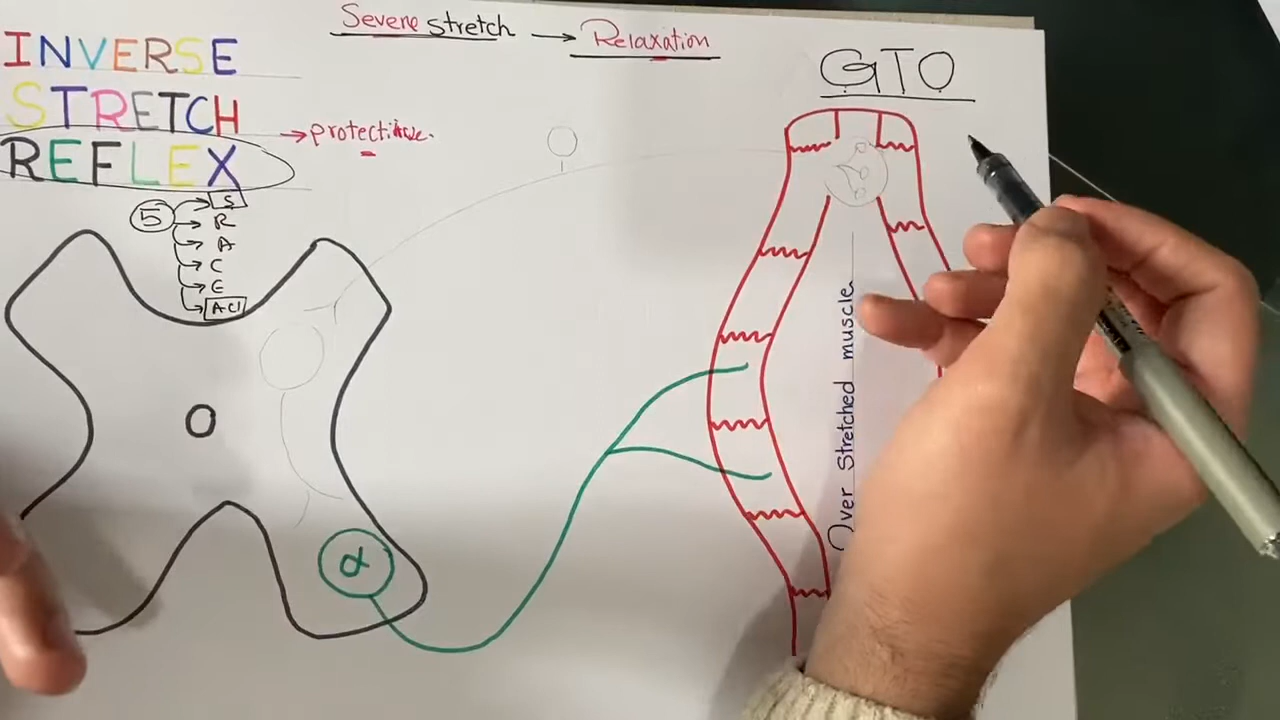 Severe stretch → Relaxation
INVERSE
STRETCH
REFLEX
→ protective.
GTO
5
S
R
A
C
E
ACI
O
α
Over Stretched muscle